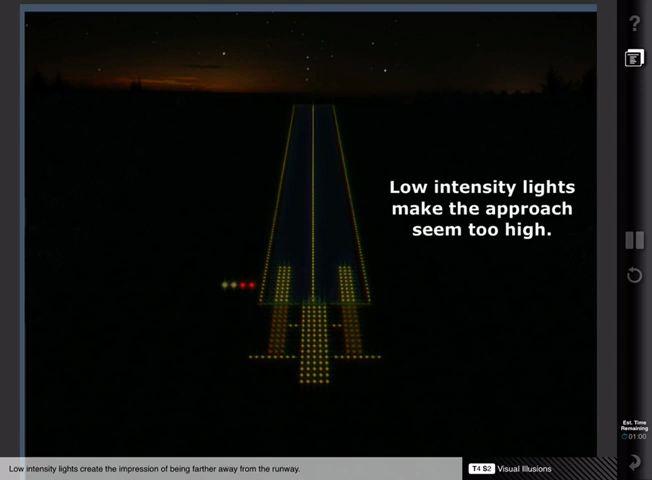 ?
Low intensity lights
make the approach
seem too high.
Est. Time
Remaining
01:00
Low intensity lights create the impression of being farther away from the runway.
T4 S2 Visual Illusions